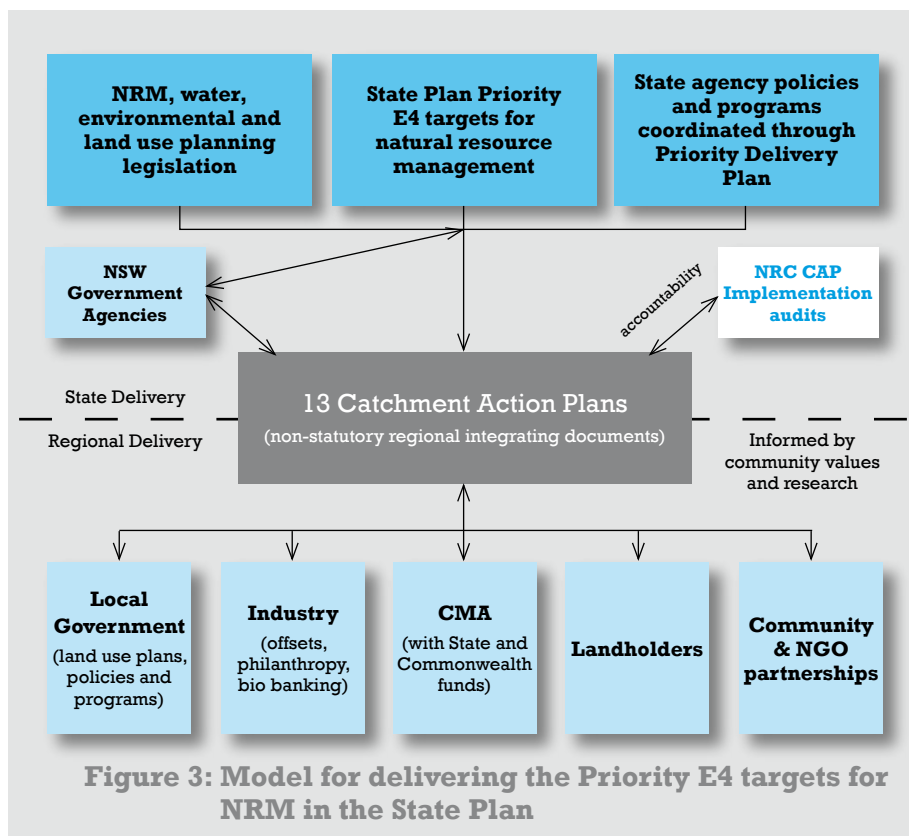 NRM, water,
environmental and
land use planning
legislation
State Plan Priority
E4 targets for
natural resource
management
State agency policies
and programs
coordinated through
Priority Delivery
Plan
NSW
Government
Agencies
accountability
NRC CAP
Implementation
audits
13 Catchment Action Plans
(non-statutory regional integrating documents)
State Delivery
Regional Delivery
Informed by
community values
and research
Local
Government
(land use plans,
policies and
programs)
Industry
(offsets,
philanthropy,
bio banking)
CMA
(with State and
Commonwealth
funds)
Landholders
Community
& NGO
partnerships
Figure 3: Model for delivering the Priority E4 targets for
NRM in the State Plan